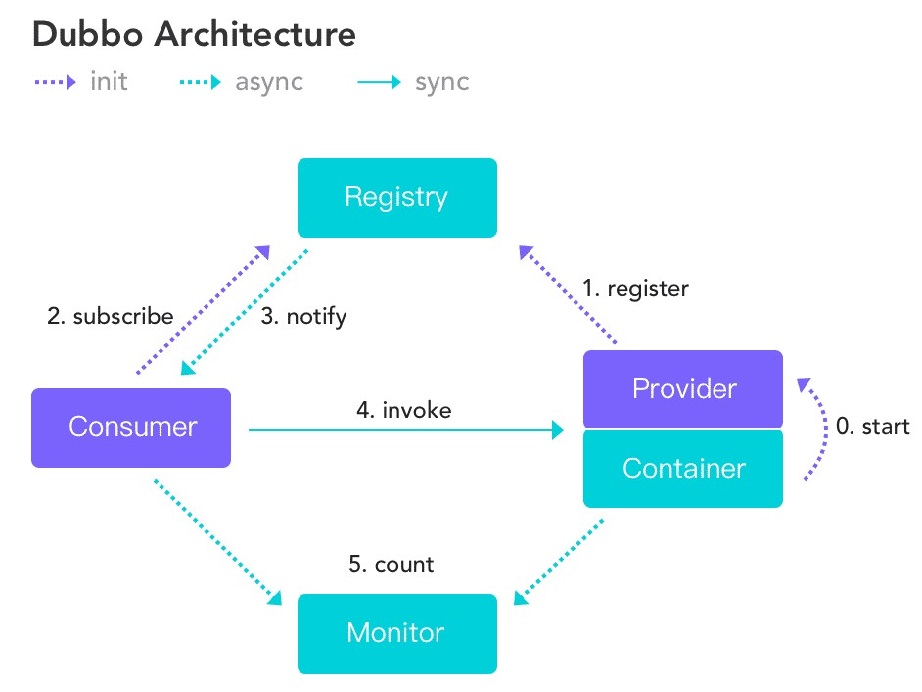 Dubbo Architecture
init async sync
Registry
1. register
2. subscribe
3. notify
Provider
4. invoke
Consumer
0. start
Container
5. count
Monitor